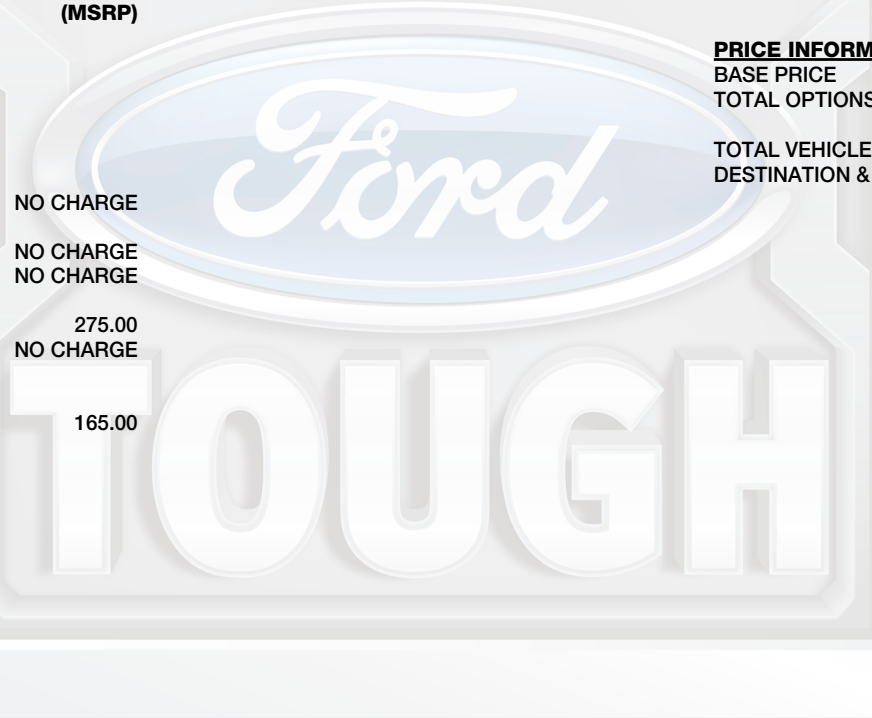 (MSRP)
NO CHARGE
NO CHARGE
NO CHARGE
275.00
NO CHARGE
165.00
PRICE INFORM
BASE PRICE
TOTAL OPTIONS
TOTAL VEHICLE
DESTINATION &
Ford
TOUGH